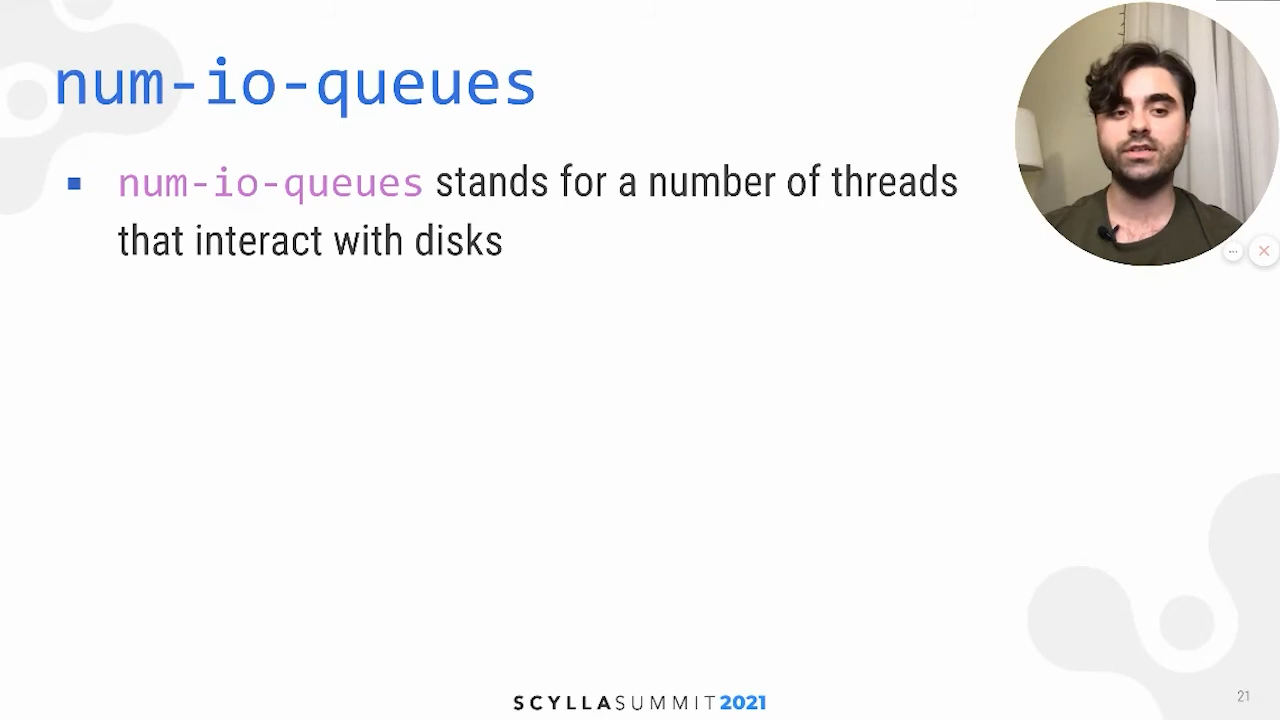 num-io-queues
▪ num-io-queues stands for a number of threads
that interact with disks
SCYLLASUMMIT2021
21